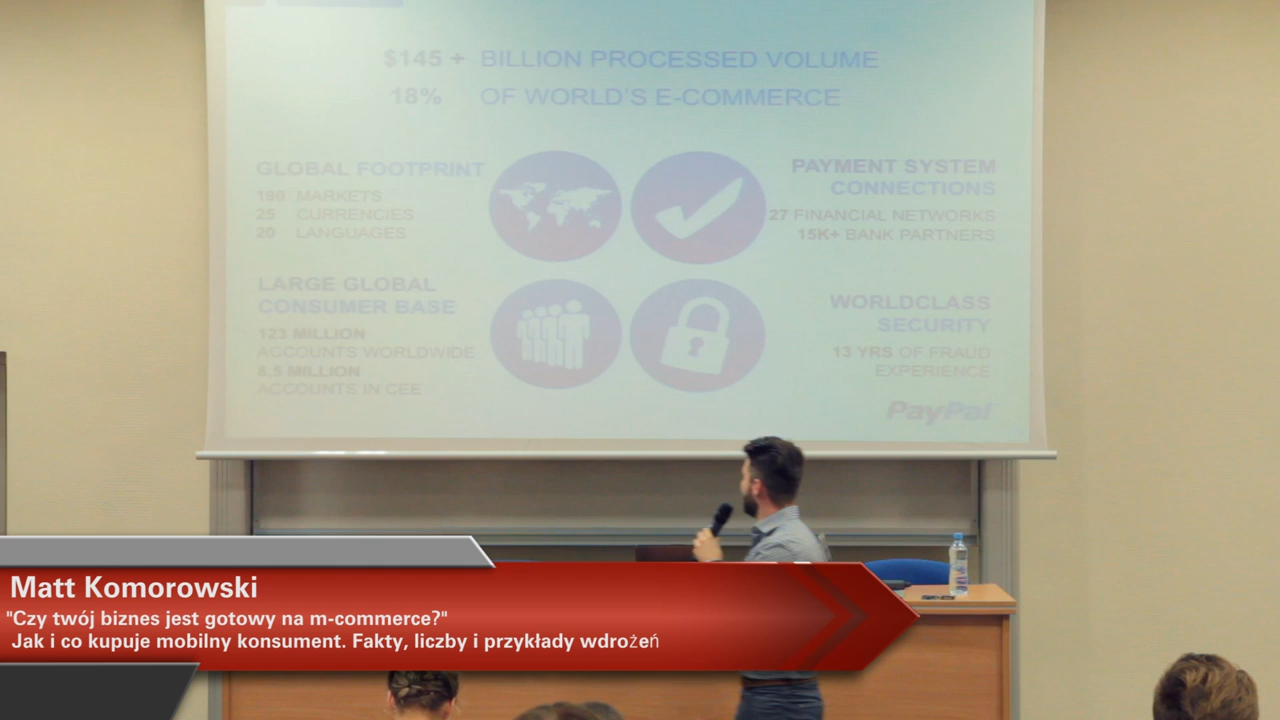 $145 + BILLION PROCESSED VOLUME
18% OF WORLD'S E-COMMERCE
GLOBAL FOOTPRINT
190 MARKETS
25 CURRENCIES
20 LANGUAGES
PAYMENT SYSTEM
CONNECTIONS
27 FINANCIAL NETWORKS
15K+ BANK PARTNERS
LARGE GLOBAL
CONSUMER BASE
123 MILLION
ACCOUNTS WORLDWIDE
8,5 MILLION
ACCOUNTS IN CEE
WORLDCLASS
SECURITY
13 YRS OF FRAUD
EXPERIENCE
PayPal
Matt Komorowski
"Czy twój biznes jest gotowy na m-commerce?"
Jak i co kupuje mobilny konsument. Fakty, liczby i przykłady wdrożeń